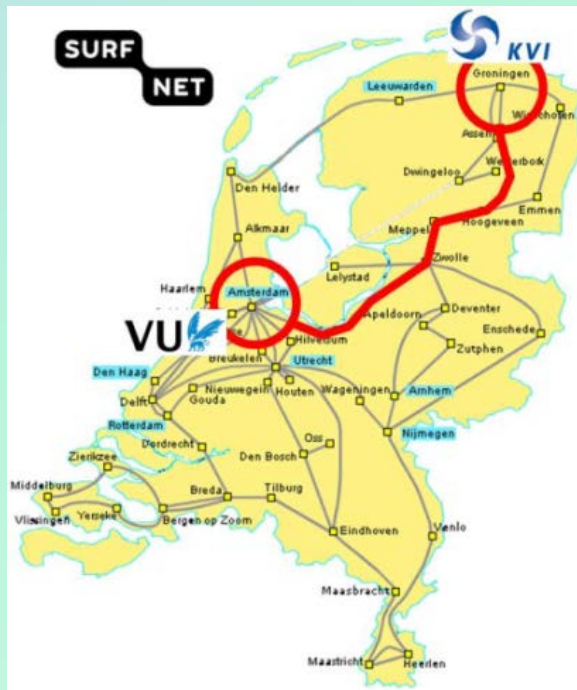 SURF
NET
KVI
Groningen
Leeuwarden
Assen
Dwingeloo
Den Helder
Emmen
Hoogeveen
Meppel
Alkmaar
Zwolle
Lelystad
Haarlem
Amsterdam
Deventer
Apeldoorn
Enschede
VU
Hilversum
Zutphen
Breukelen
Utrecht
Den Haag
Nieuwegein
Houten
Wageningen
Arnhem
Delft
Gouda
Rotterdam
Nijmegen
Dordrecht
Oss
Zierikzee
Den Bosch
Middelburg
Breda
Tilburg
Vlissingen
Yerseke
Bergen op Zoom
Eindhoven
Venlo
Maasbracht
Maastricht
Heerlen